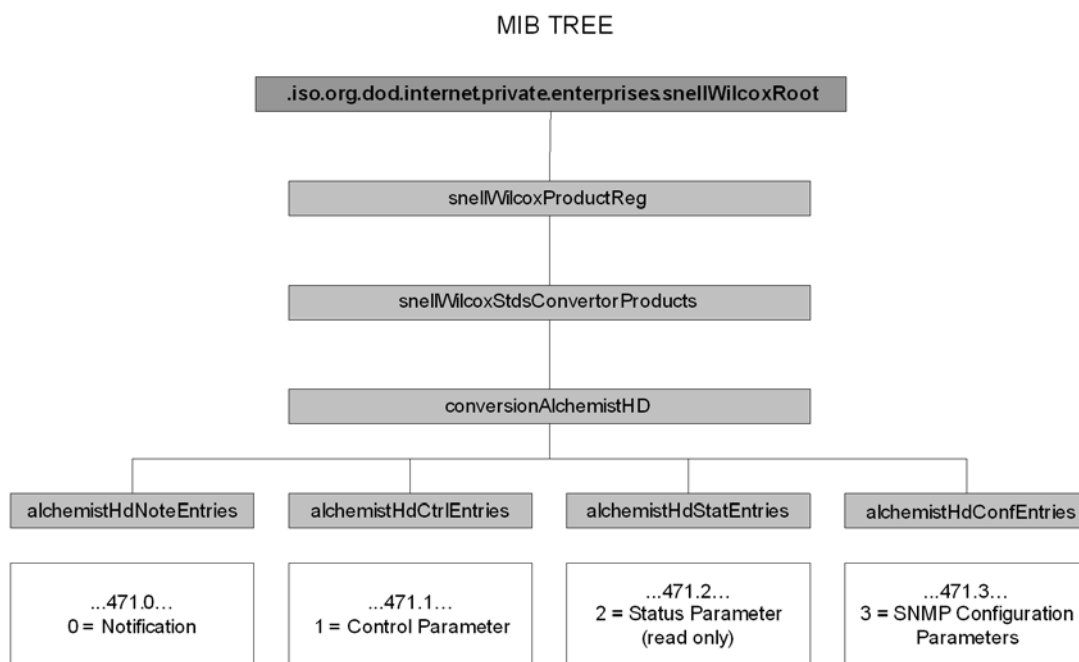 MIB TREE
.iso.org.dod.internet.private.enterprises.snellWilcoxRoot
snellWilcoxProductReg
snellWilcoxStdsConvertorProducts
conversionAlchemistHD
alchemistHdNoteEntries
alchemistHdCtrlEntries
alchemistHdStatEntries
alchemistHdConfEntries
...471.0...
0 = Notification
...471.1...
1 = Control Parameter
...471.2...
2 = Status Parameter
(read only)
...471.3...
3 = SNMP Configuration
Parameters